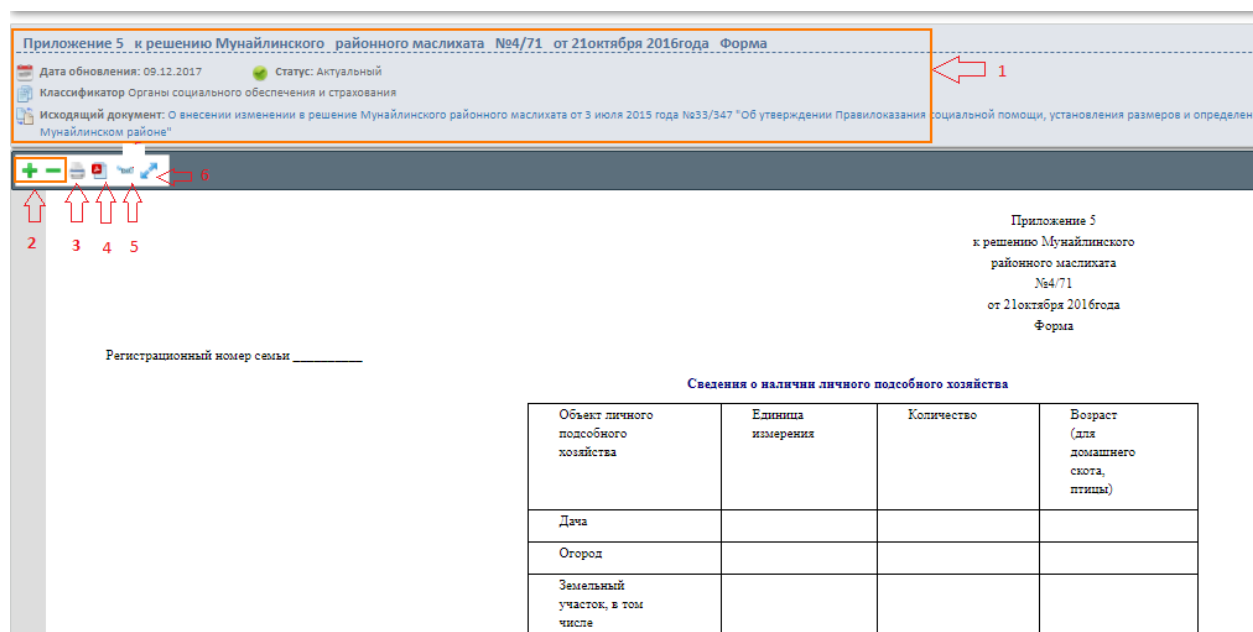 Приложение 5 к решению Мунайлинского районного маслихата №4/71 от 21октября 2016года Форма
Дата обновления: 09.12.2017 Статус: Актуальный
1
Классификатор Органы социального обеспечения и страхования
Исходящий документ: О внесении изменении в решение Мунайлинского районного маслихата от 3 июля 2015 года №33/347 "Об утверждении Правилоказания социальной помощи, установления размеров и определен
Мунайлинском районе"
6
2 3 4 5
Приложение 5
к решению Мунайлинского
районного маслихата
№4/71
от 21октября 2016года
Форма
Регистрационный номер семьи __________
Сведения о наличии личного подсобного хозяйства
Объект личного
подсобного
хозяйства
Единица
измерения
Количество
Возраст
(для
домашнего
скота,
птицы)
Дача
Огород
Земельный
участок, в том
числе